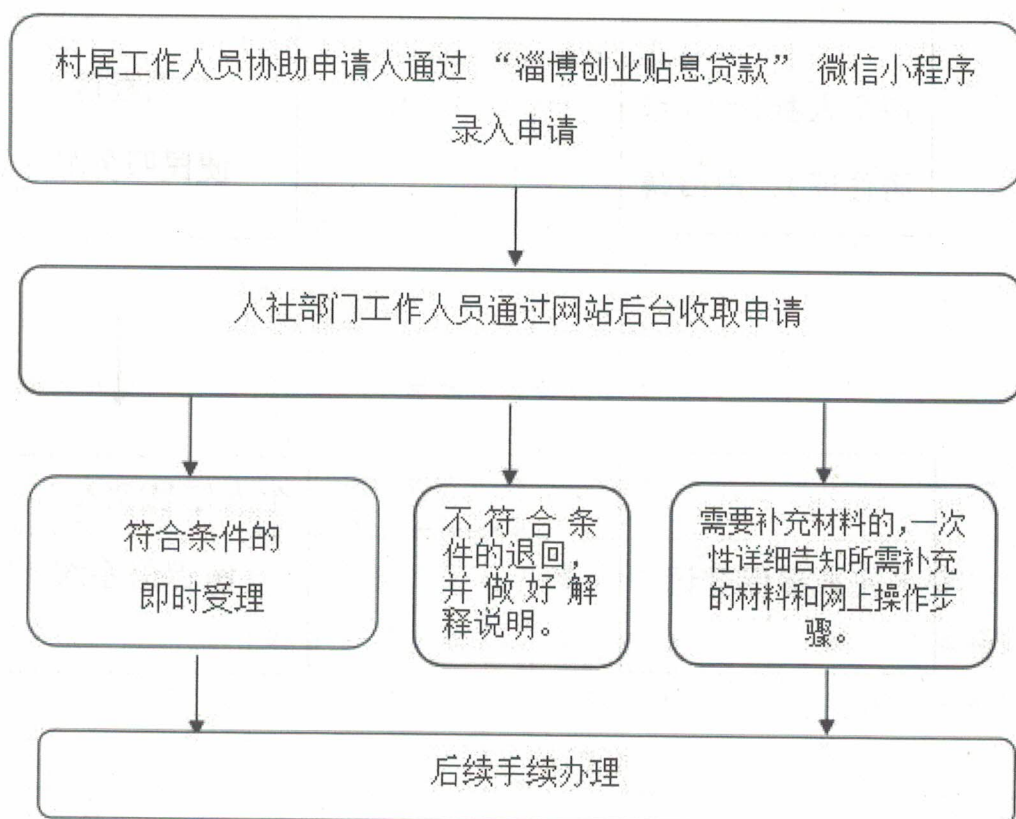 村居工作人员协助申请人通过 “淄博创业贴息贷款” 微信小程序
录入申请
人社部门工作人员通过网站后台收取申请
符合条件的
即时受理
不符合条
件的退回，
并做好解
释说明。
需要补充材料的，一次
性详细告知所需补充
的材料和网上操作步
骤。
后续手续办理